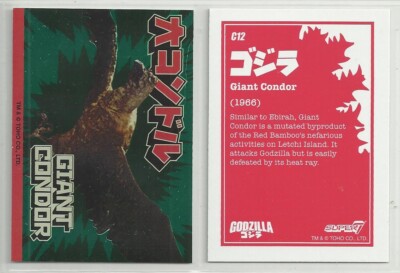 大コンドル
GIANT
CONDOR
TM & © TOHO CO., LTD.
C12
ゴジラ
Giant Condor
(1966)
Similar to Ebirah, Giant
Condor is a mutated byproduct
of the Red Bamboo's nefarious
activities on Letchi Island. It
attacks Godzilla but is easily
defeated by its heat ray.
GODZILLA
ゴジラ
SUPER7
TM & © TOHO CO., LTD.